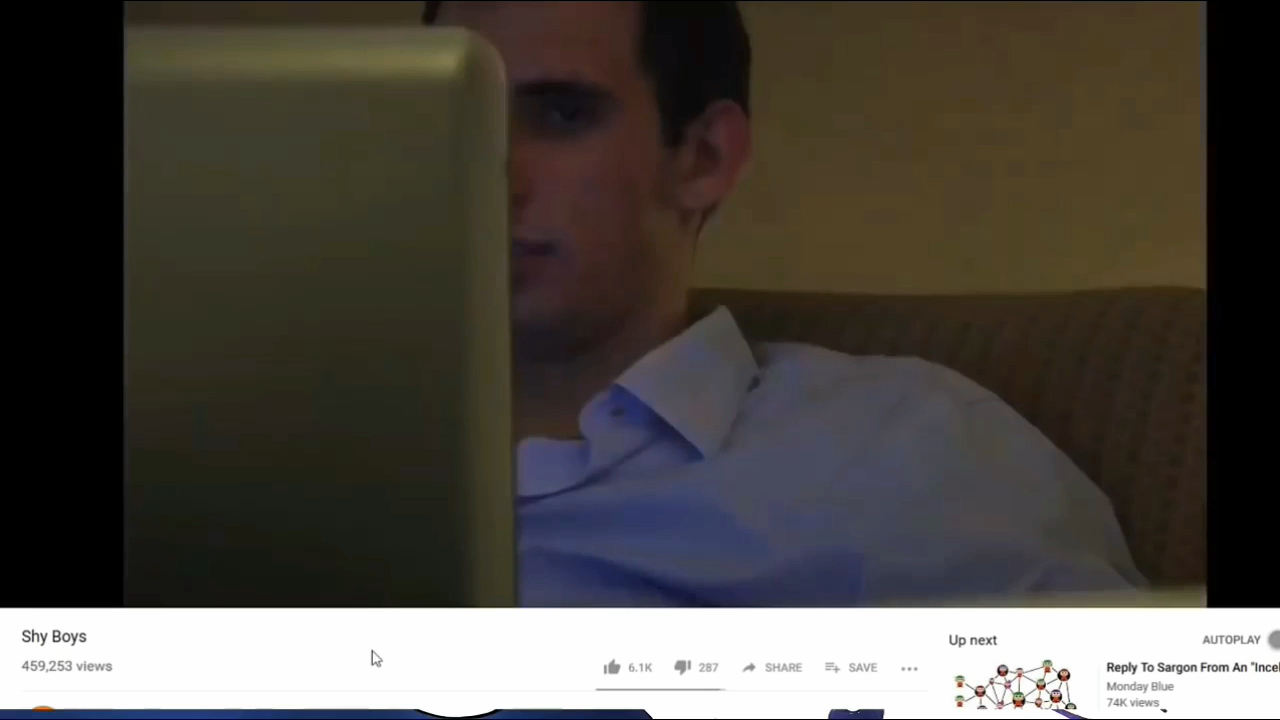 Shy Boys
459,253 views
6.1K 287 SHARE SAVE
Up next AUTOPLAY
Reply To Sargon From An "Incel
Monday Blue
74K views